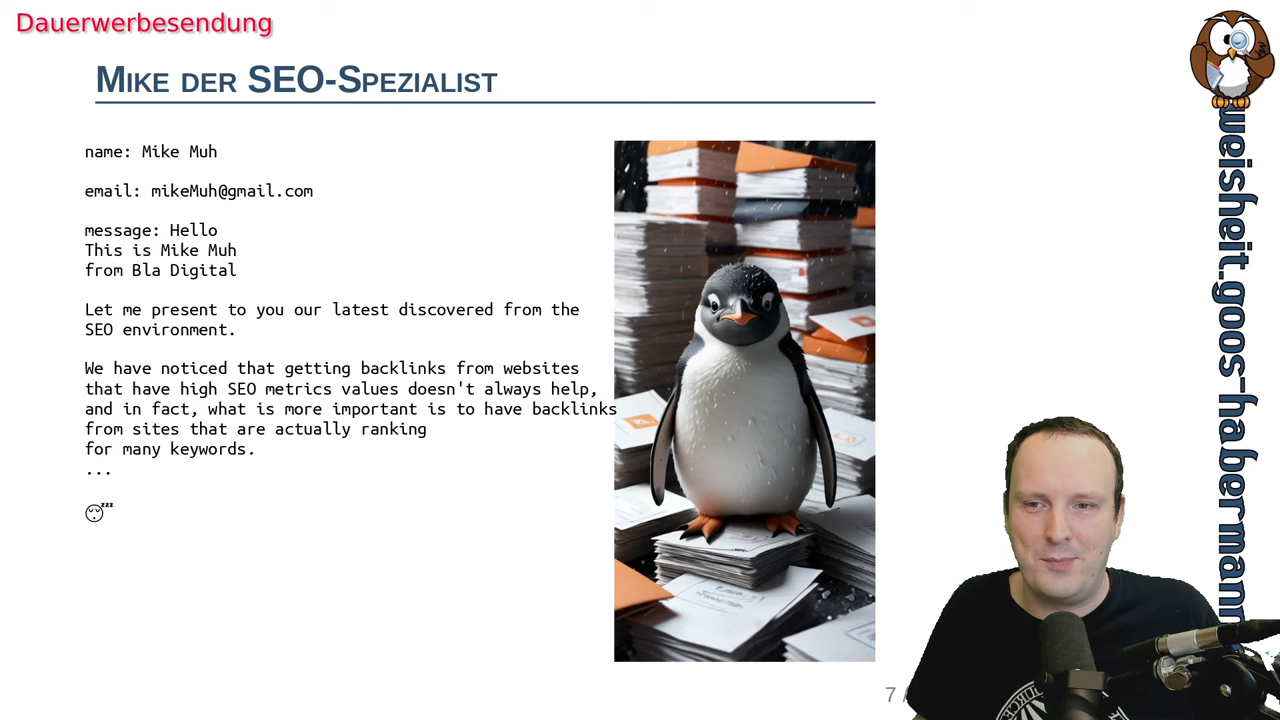 Dauerwerbesendung
Mike der SEO-Spezialist
name: Mike Muh
email: mikeMuh@gmail.com
message: Hello
This is Mike Muh
from Bla Digital
Let me present to you our latest discovered from the
SEO environment.
We have noticed that getting backlinks from websites
that have high SEO metrics values doesn't always help,
and in fact, what is more important is to have backlinks
from sites that are actually ranking
for many keywords.
...
zzz
7 /
weisheit.goos-habermann